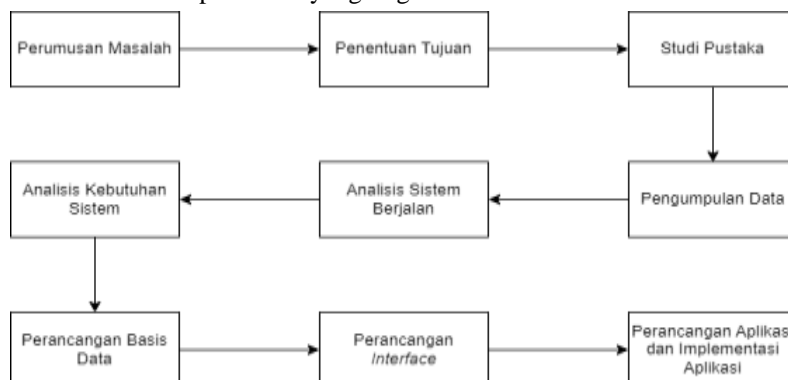 Perumusan Masalah
Penentuan Tujuan
Studi Pustaka
Pengumpulan Data
Analisis Sistem
Berjalan
Analisis Kebutuhan
Sistem
Perancangan Basis
Data
Perancangan
Interface
Perancangan Aplikasi
dan Implementasi
Aplikasi